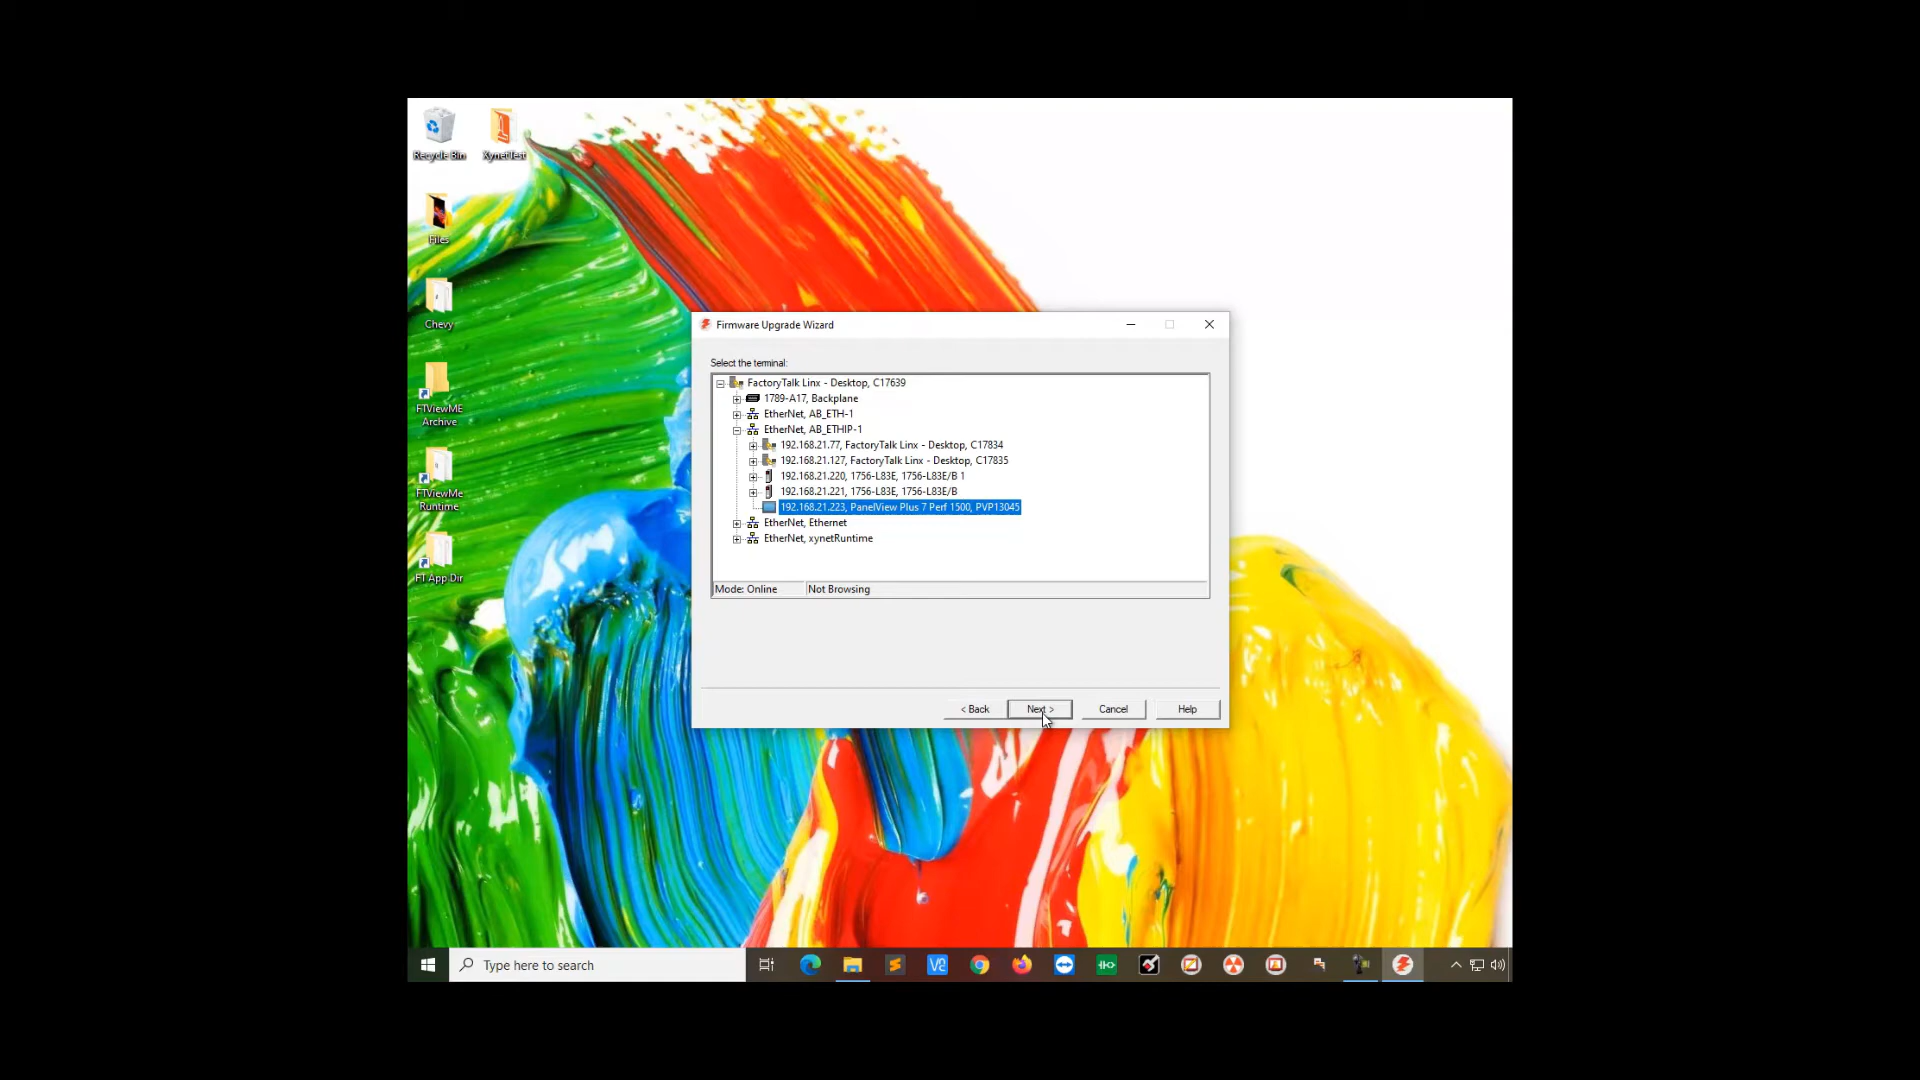 Recycle Bin
XynetTest
Files
Chevy
FTViewME
Archive
FTViewMe
Runtime
FT App Dir
Firmware Upgrade Wizard
Select the terminal:
FactoryTalk Linx - Desktop, C17639
1789-A17, Backplane
EtherNet, AB_ETH-1
EtherNet, AB_ETHIP-1
192.168.21.77, FactoryTalk Linx - Desktop, C17834
192.168.21.127, FactoryTalk Linx - Desktop, C17835
192.168.21.220, 1756-L83E, 1756-L83E/B 1
192.168.21.221, 1756-L83E, 1756-L83E/B
192.168.21.223, PanelView Plus 7 Perf 1500, PVP13045
EtherNet, Ethernet
EtherNet, xynetRuntime
Mode: Online
Not Browsing
< Back
Next >
Cancel
Help
Type here to search